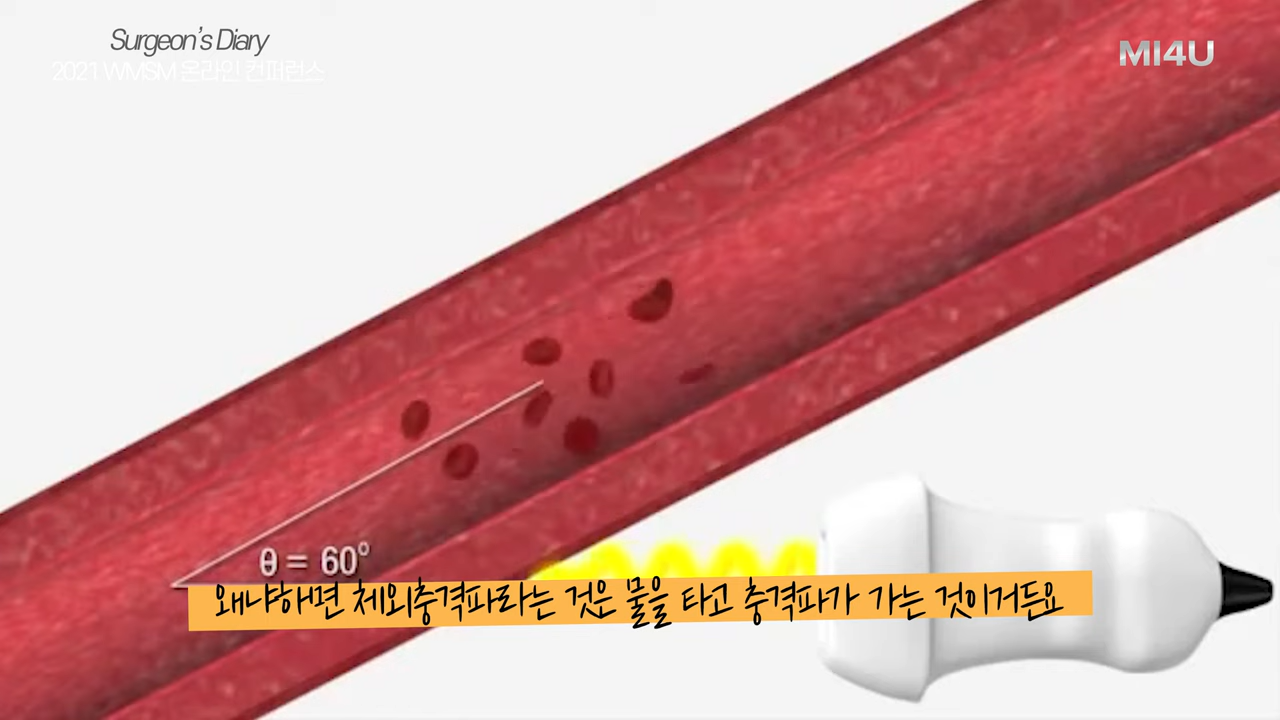 Surgeon's Diary
2021 WMSM 온라인 컨퍼런스
MI4U
θ = 60°
왜냐하면 체외충격파라는 것은 물을 타고 충격파가 가는 것이거든요